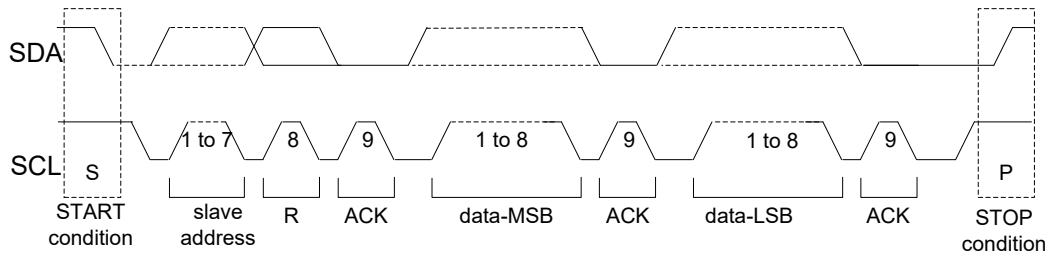 SDA
SCL
1 to 7
8
9
1 to 8
9
1 to 8
9
S
P
START
condition
slave
address
R
ACK
data-MSB
ACK
data-LSB
ACK
STOP
condition